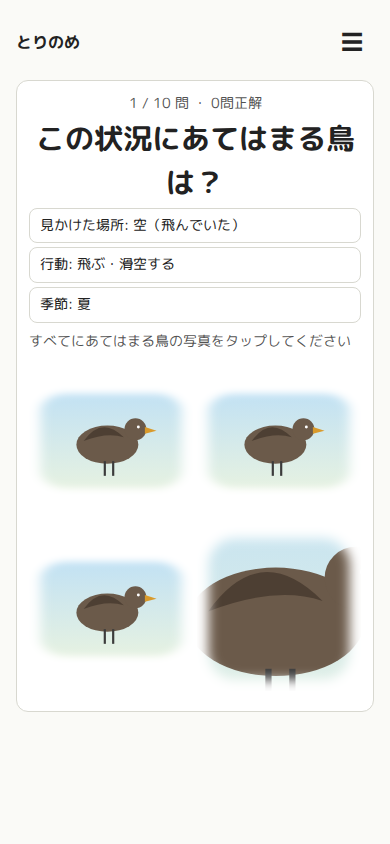 とりのめ
1 / 10 問 · 0問正解
この状況にあてはまる鳥
は？
見かけた場所: 空（飛んでいた）
行動: 飛ぶ・滑空する
季節: 夏
すべてにあてはまる鳥の写真をタップしてください